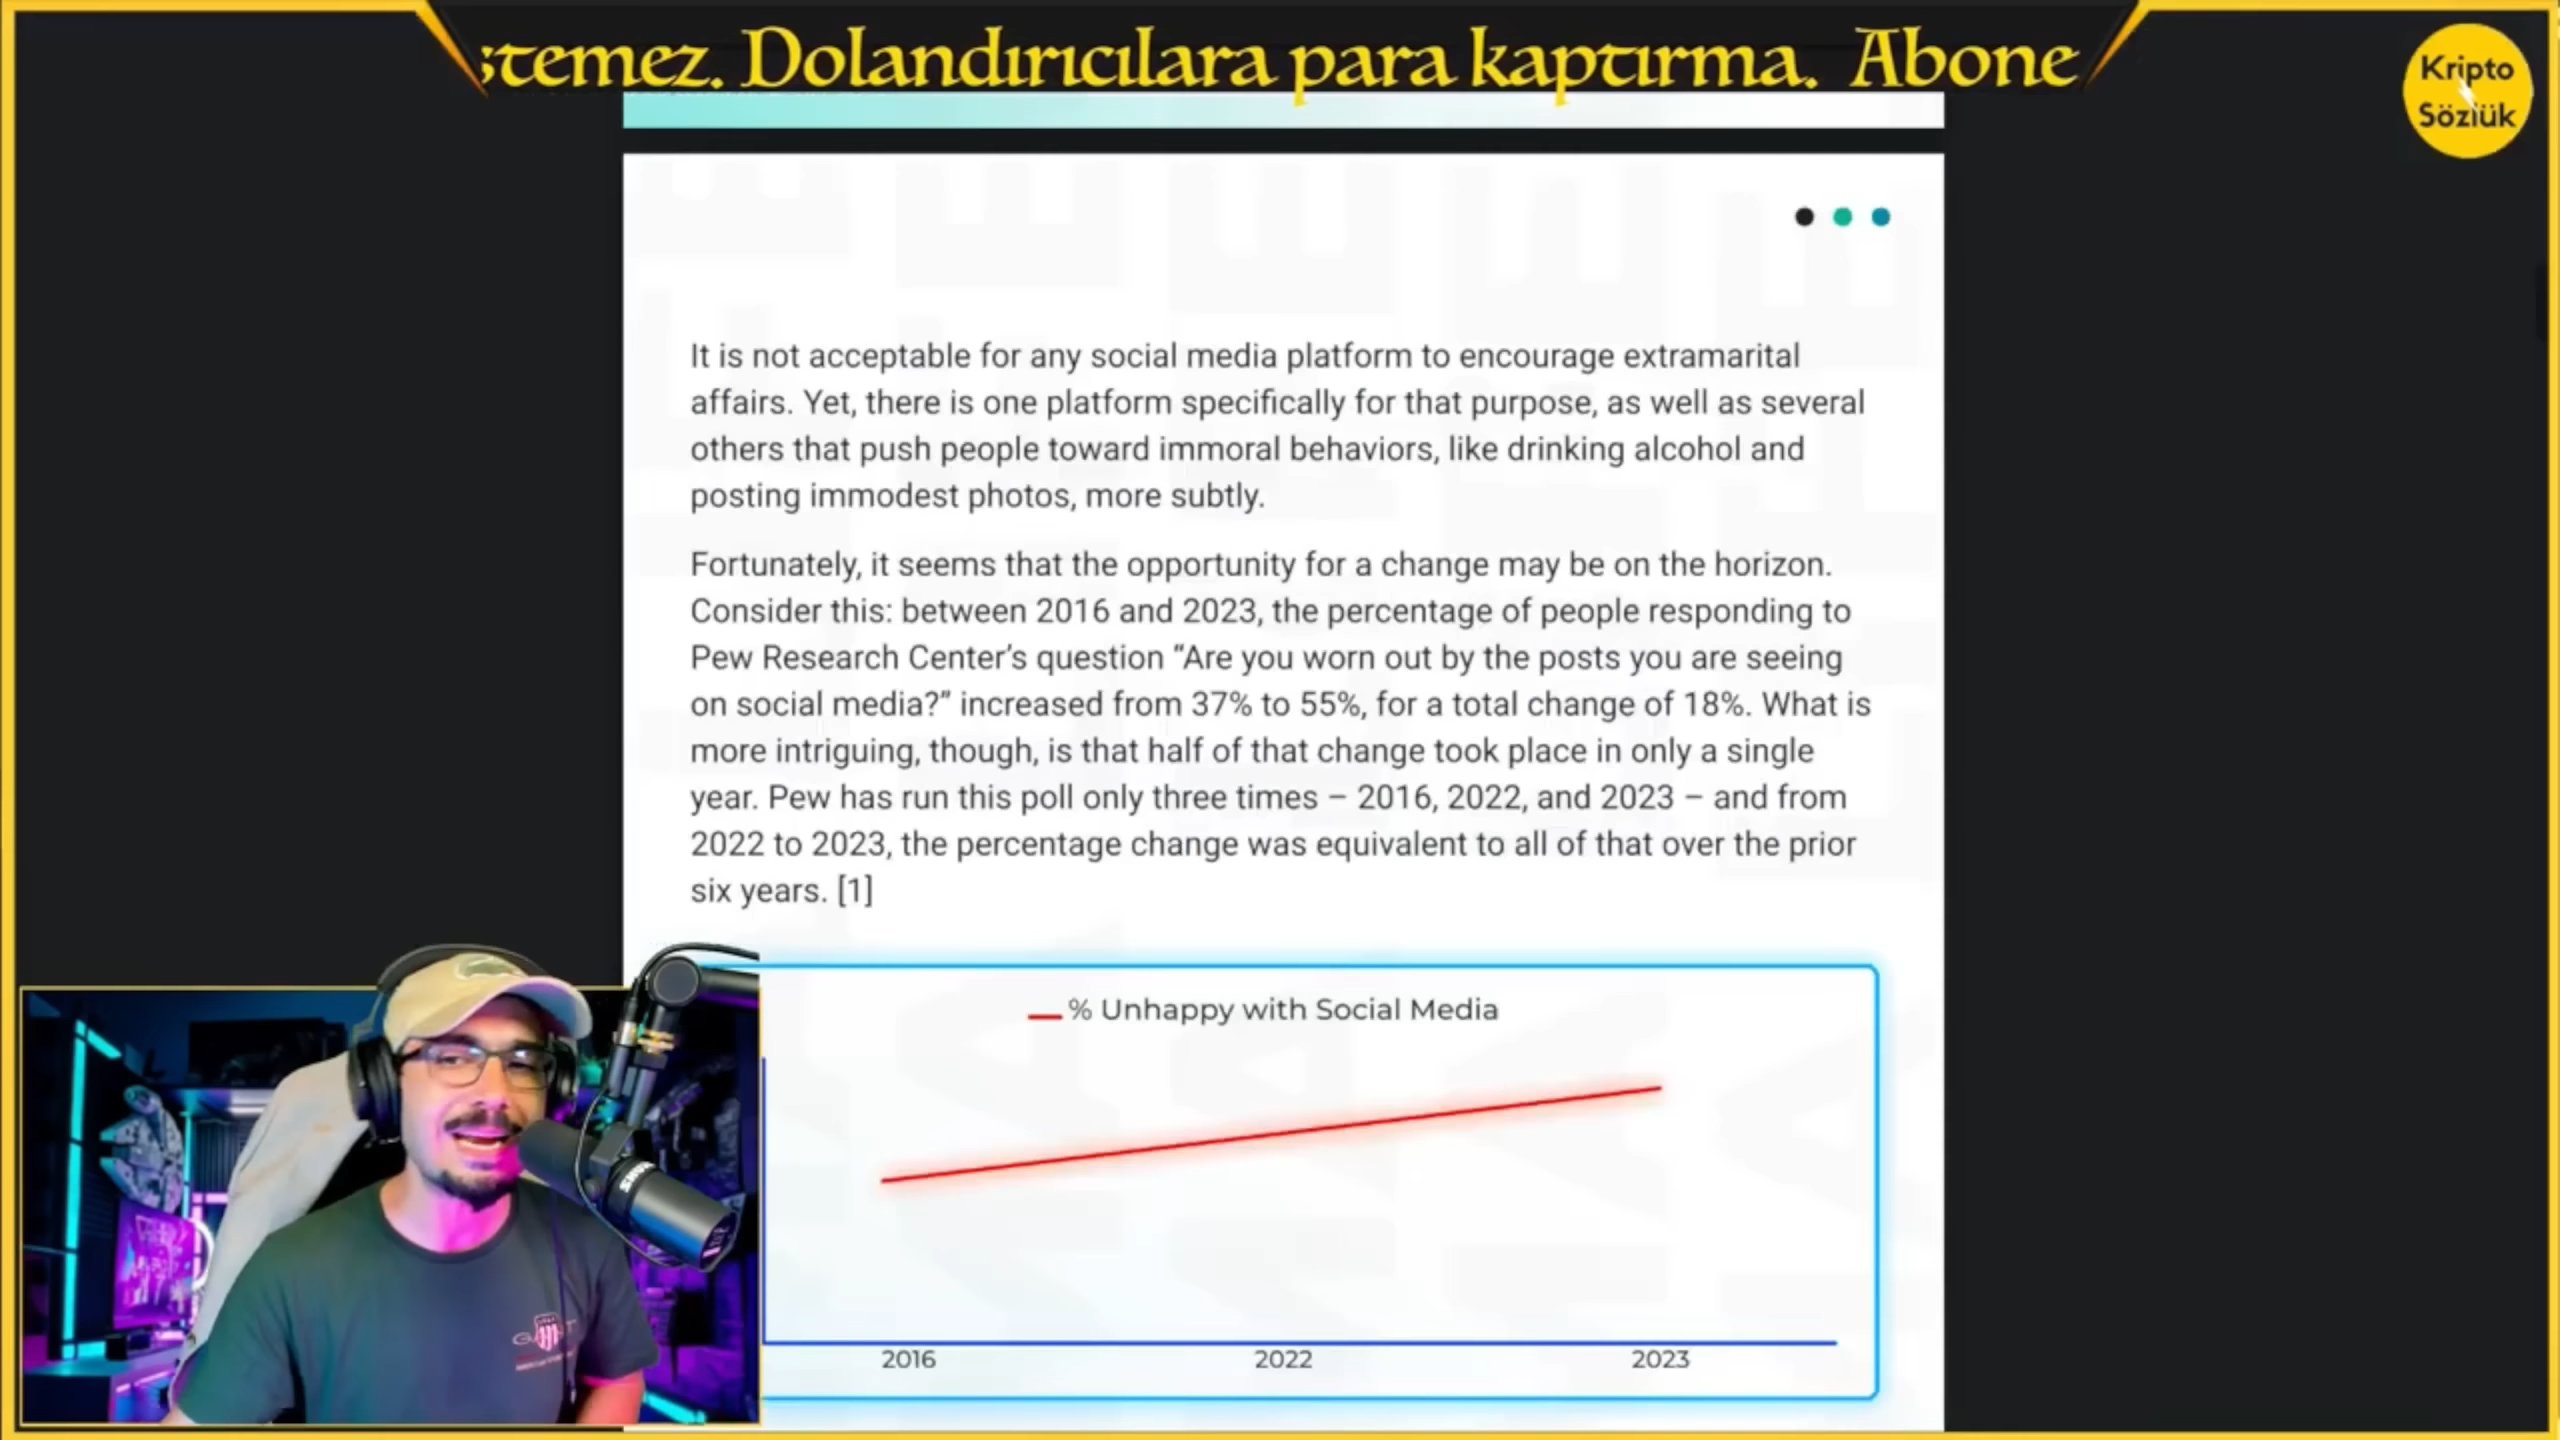 Dolandırıcılara para kaptırma. Abone
Kripto
Sözlük
It is not acceptable for any social media platform to encourage extramarital
affairs. Yet, there is one platform specifically for that purpose, as well as several
others that push people toward immoral behaviors, like drinking alcohol and
posting immodest photos, more subtly.
Fortunately, it seems that the opportunity for a change may be on the horizon.
Consider this: between 2016 and 2023, the percentage of people responding to
Pew Research Center's question “Are you worn out by the posts you are seeing
on social media?” increased from 37% to 55%, for a total change of 18%. What is
more intriguing, though, is that half of that change took place in only a single
year. Pew has run this poll only three times – 2016, 2022, and 2023 – and from
2022 to 2023, the percentage change was equivalent to all of that over the prior
six years. [1]
% Unhappy with Social Media
2016 2022 2023